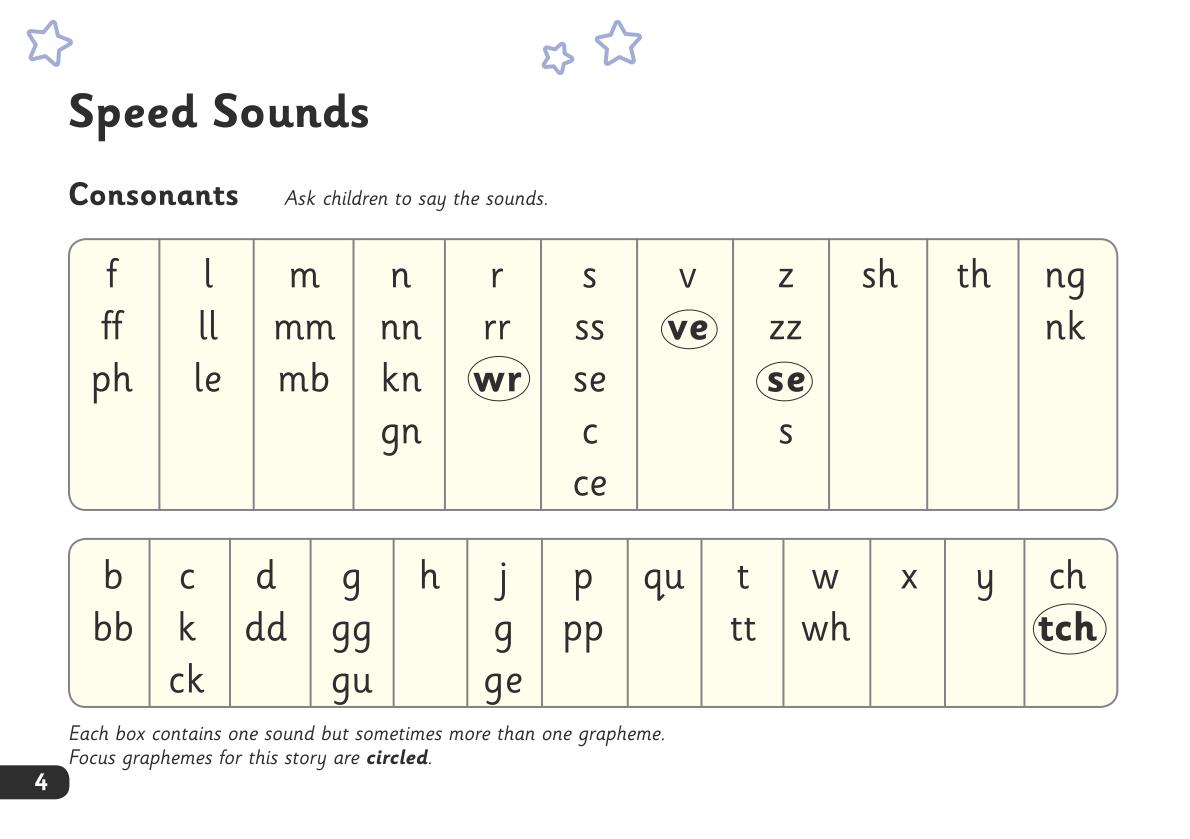 Speed Sounds
Consonants Ask children to say the sounds.
f l m n r s v z sh th ng
ff ll mm nn rr ss ve zz nk
ph le mb kn wr se se
gn c s
ce
b c d g h j p qu t w x y ch
bb k dd gg g pp tt wh tch
ck gu ge
Each box contains one sound but sometimes more than one grapheme.
Focus graphemes for this story are circled.
4